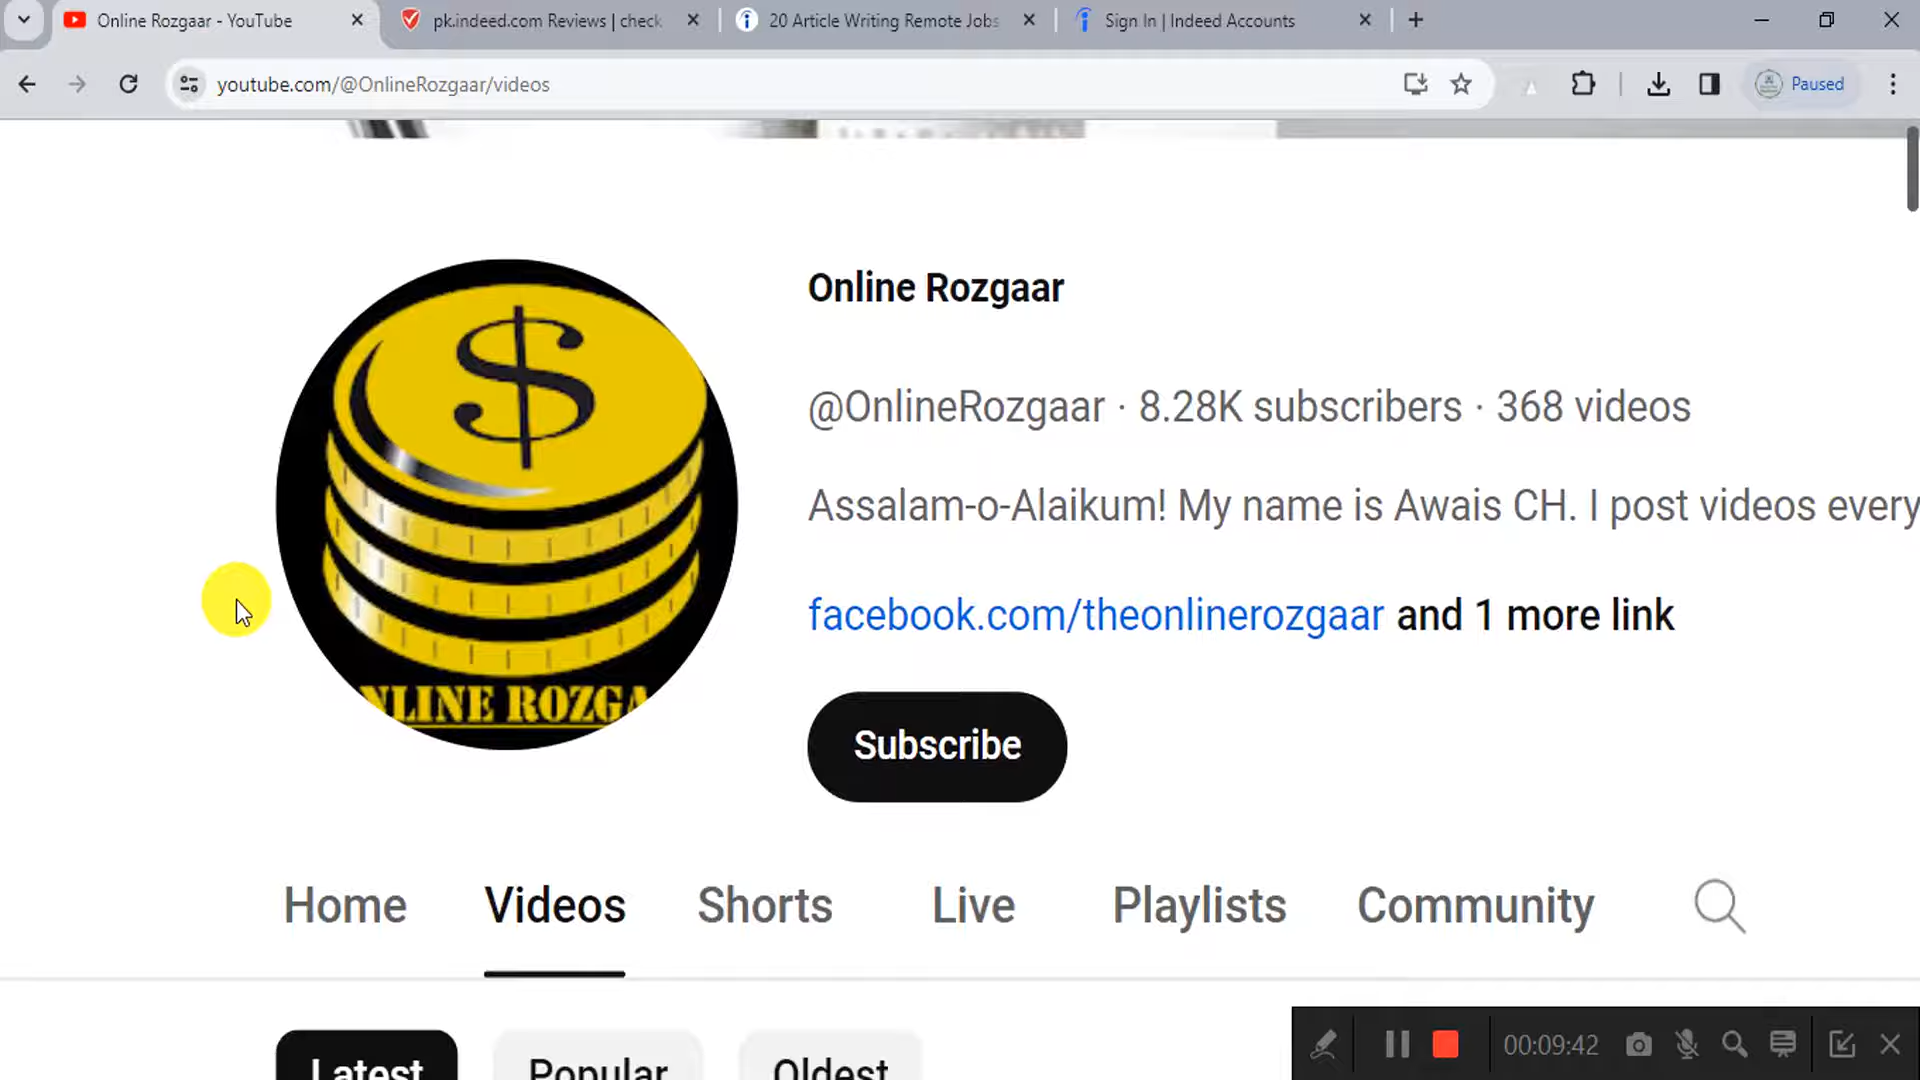 Online Rozgaar - YouTube
pk.indeed.com Reviews | check
20 Article Writing Remote Jobs
Sign In | Indeed Accounts
youtube.com/@OnlineRozgaar/videos
Paused
$
NLINE ROZGA
Online Rozgaar
@OnlineRozgaar · 8.28K subscribers · 368 videos
Assalam-o-Alaikum! My name is Awais CH. I post videos every
facebook.com/theonlinerozgaar and 1 more link
Subscribe
Home Videos Shorts Live Playlists Community
Latest Popular Oldest
00:09:42